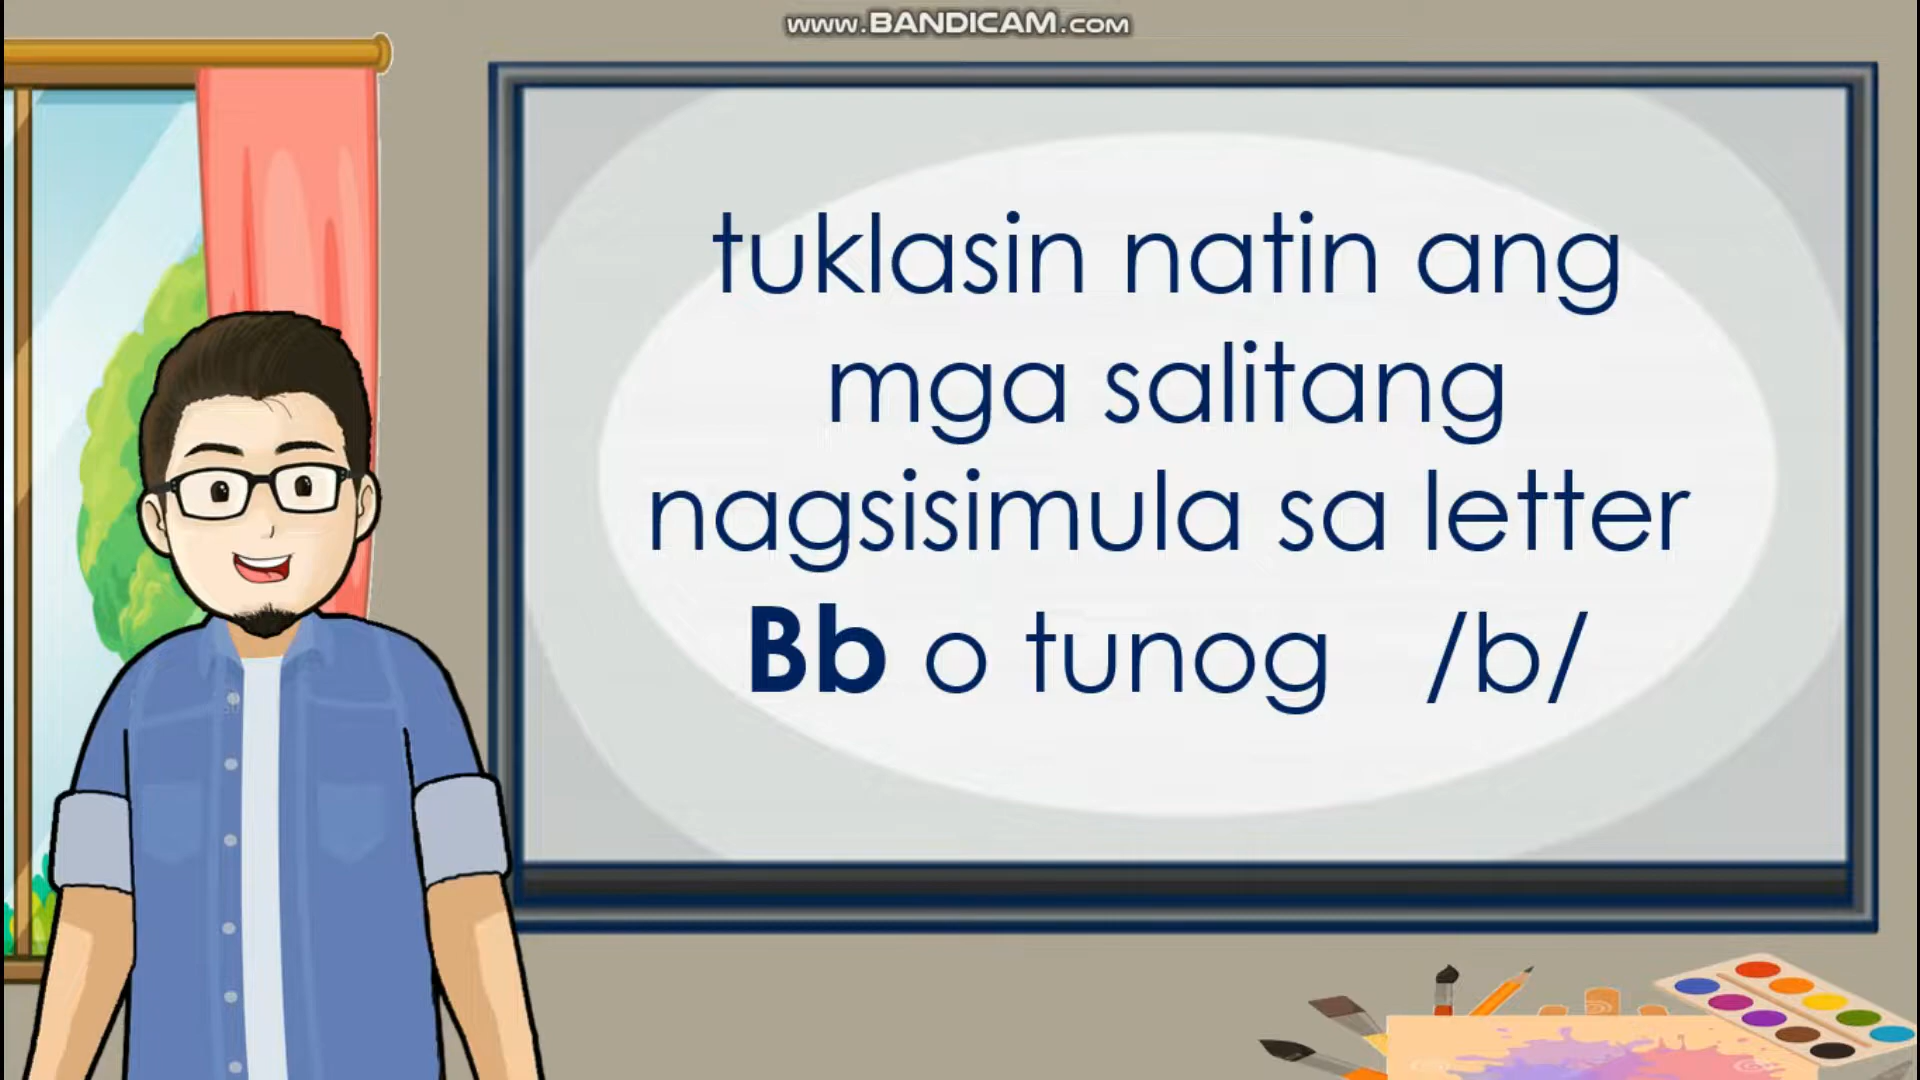 www.BANDICAM.com
tuklasin natin ang
mga salitang
nagsisimula sa letter
Bb o tunog /b/